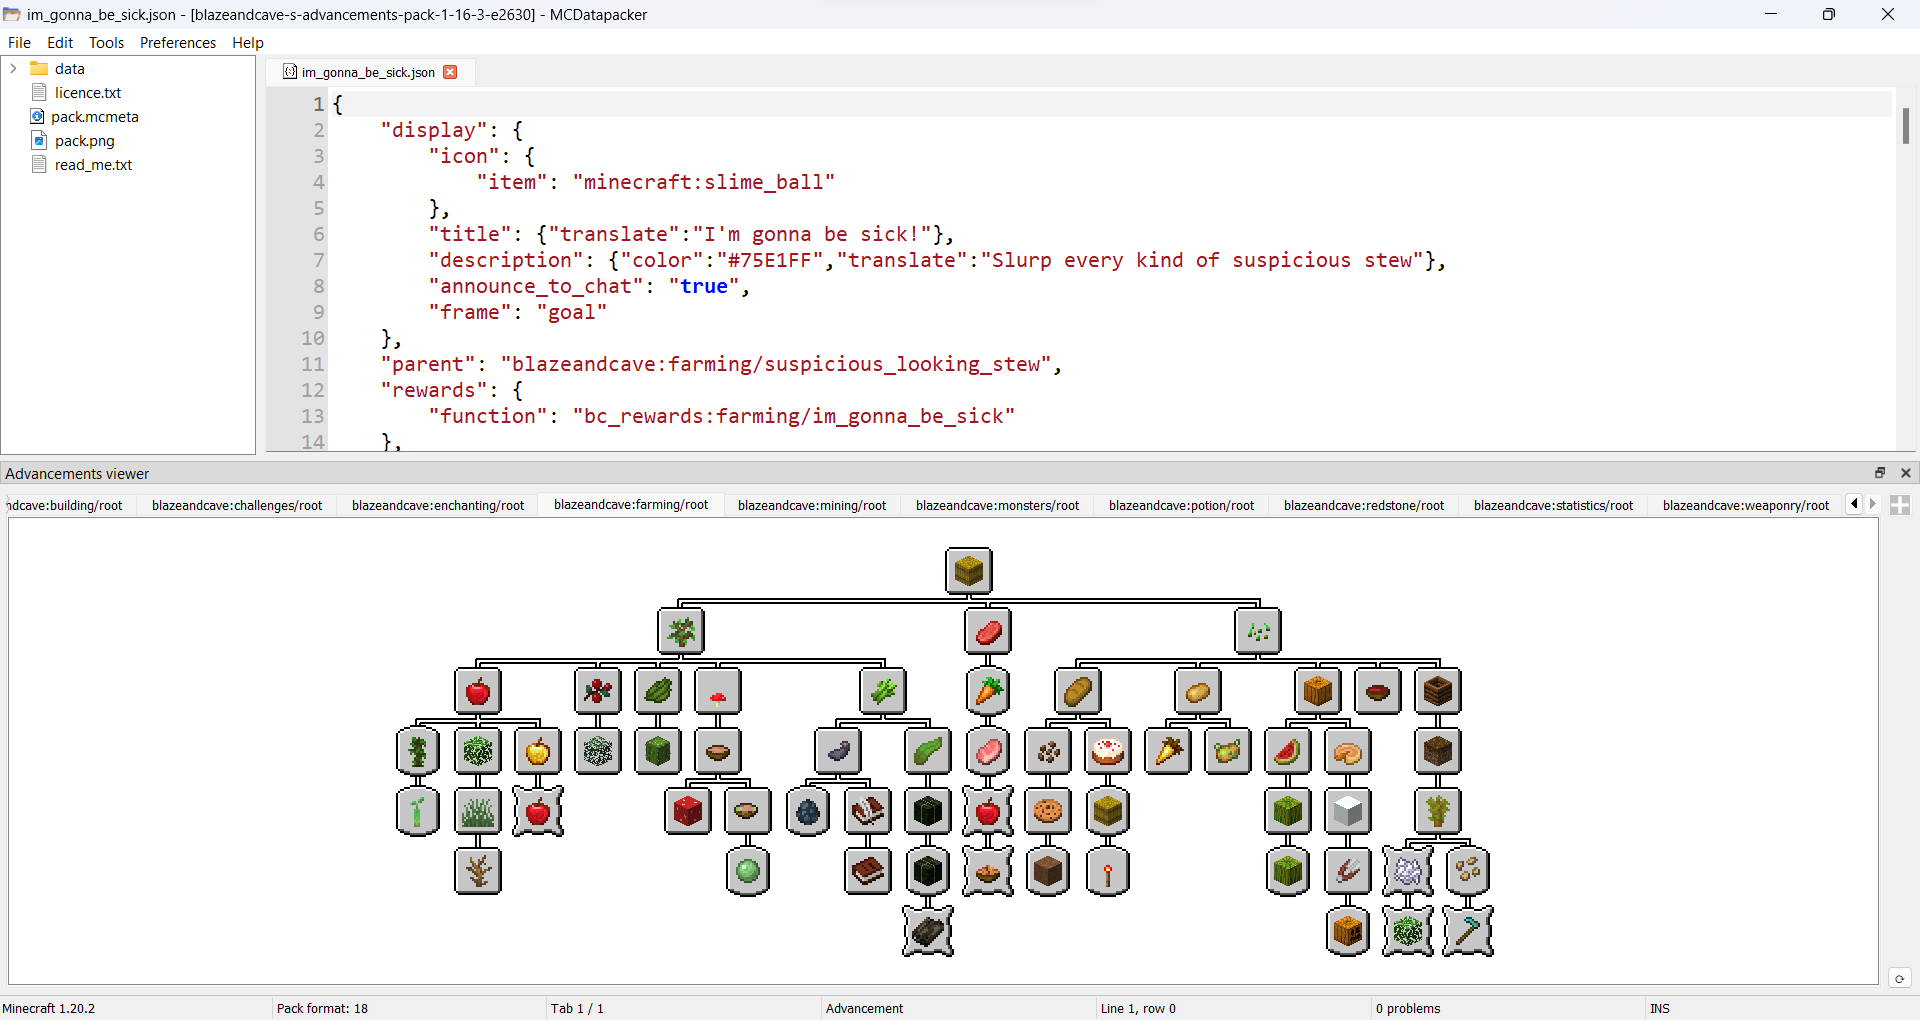 im_gonna_be_sick.json - [blazeandcave-s-advancements-pack-1-16-3-e2630] - MCDatapacker
File Edit Tools Preferences Help
data
licence.txt
pack.mcmeta
pack.png
read_me.txt
im_gonna_be_sick.json
1 {
2 "display": {
3 "icon": {
4 "item": "minecraft:slime_ball"
5 },
6 "title": {"translate":"I'm gonna be sick!"},
7 "description": {"color":"#75E1FF","translate":"Slurp every kind of suspicious stew"},
8 "announce_to_chat": "true",
9 "frame": "goal"
10 },
11 "parent": "blazeandcave:farming/suspicious_looking_stew",
12 "rewards": {
13 "function": "bc_rewards:farming/im_gonna_be_sick"
14 },
Advancements viewer
ndcave:building/root blazeandcave:challenges/root blazeandcave:enchanting/root blazeandcave:farming/root blazeandcave:mining/root blazeandcave:monsters/root blazeandcave:potion/root blazeandcave:redstone/root blazeandcave:statistics/root blazeandcave:weaponry/root
Minecraft 1.20.2 Pack format: 18 Tab 1 / 1 Advancement Line 1, row 0 0 problems INS